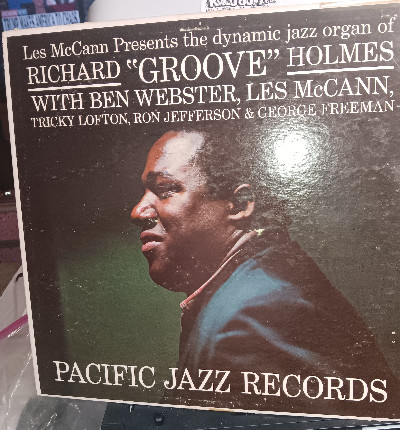 Les McCann Presents the dynamic jazz organ of
RICHARD "GROOVE" HOLMES
WITH BEN WEBSTER, LES McCANN,
TRICKY LOFTON, RON JEFFERSON & GEORGE FREEMAN
PACIFIC JAZZ RECORDS